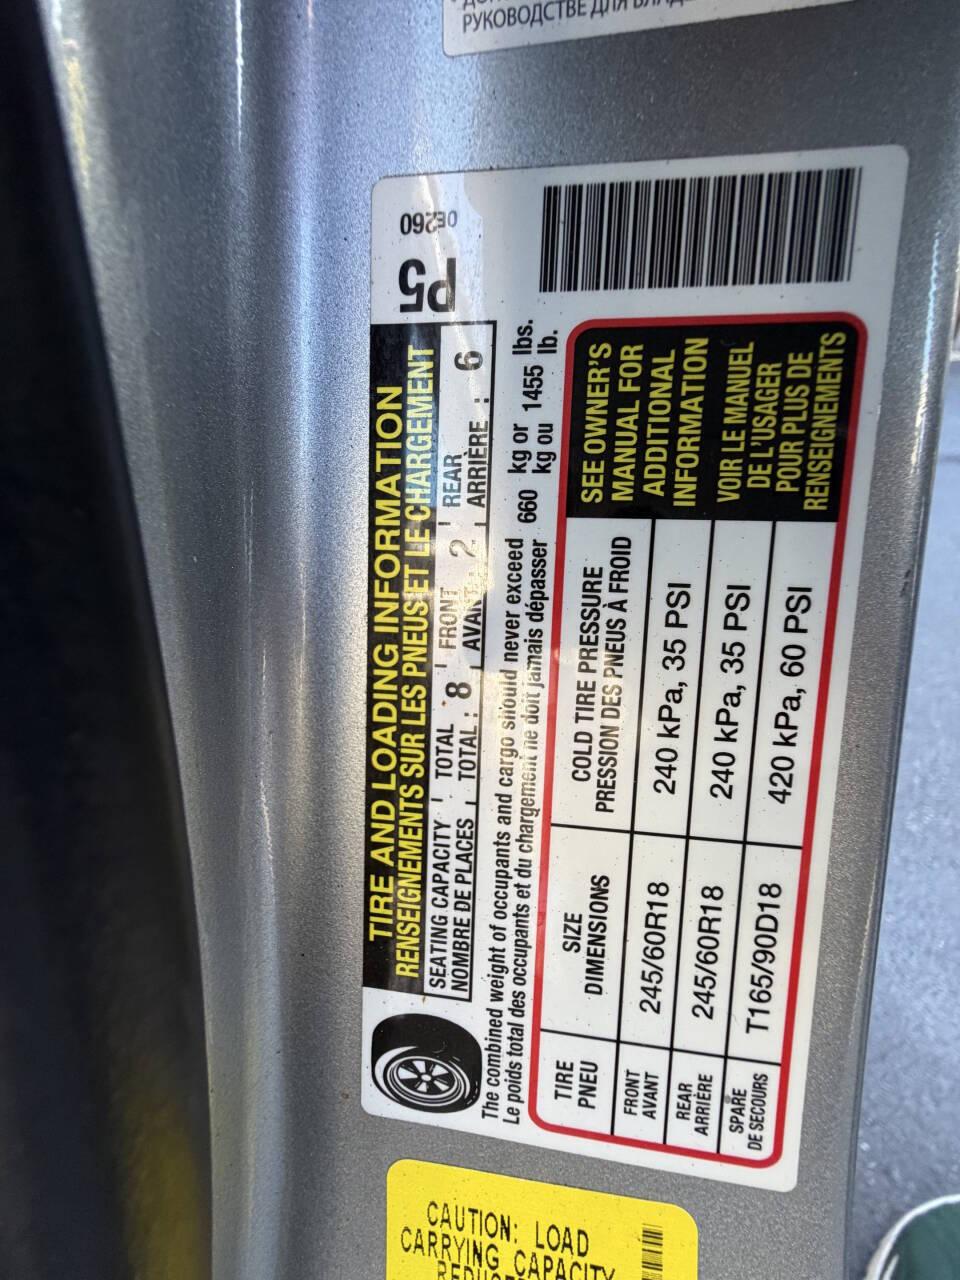 РУКОВОДСТВЕ ДЛЯ
TIRE AND LOADING INFORMATION
RENSEIGNEMENTS SUR LES PNEUS ET LE CHARGEMENT
P5
0E260
SEATING CAPACITY TOTAL 8 FRONT 2 REAR 6
NOMBRE DE PLACES TOTAL : AVANT : ARRIÈRE :
The combined weight of occupants and cargo should never exceed 660 kg or 1455 lbs.
Le poids total des occupants et du chargement ne doit jamais dépasser kg ou lb.
TIRE SIZE COLD TIRE PRESSURE
PNEU DIMENSIONS PRESSION DES PNEUS À FROID
FRONT
AVANT 245/60R18 240 kPa, 35 PSI
REAR
ARRIÈRE 245/60R18 240 kPa, 35 PSI
SPARE
DE SECOURS T165/90D18 420 kPa, 60 PSI
SEE OWNER'S
MANUAL FOR
ADDITIONAL
INFORMATION
VOIR LE MANUEL
DE L'USAGER
POUR PLUS DE
RENSEIGNEMENTS
CAUTION: LOAD
CARRYING CAPACITY